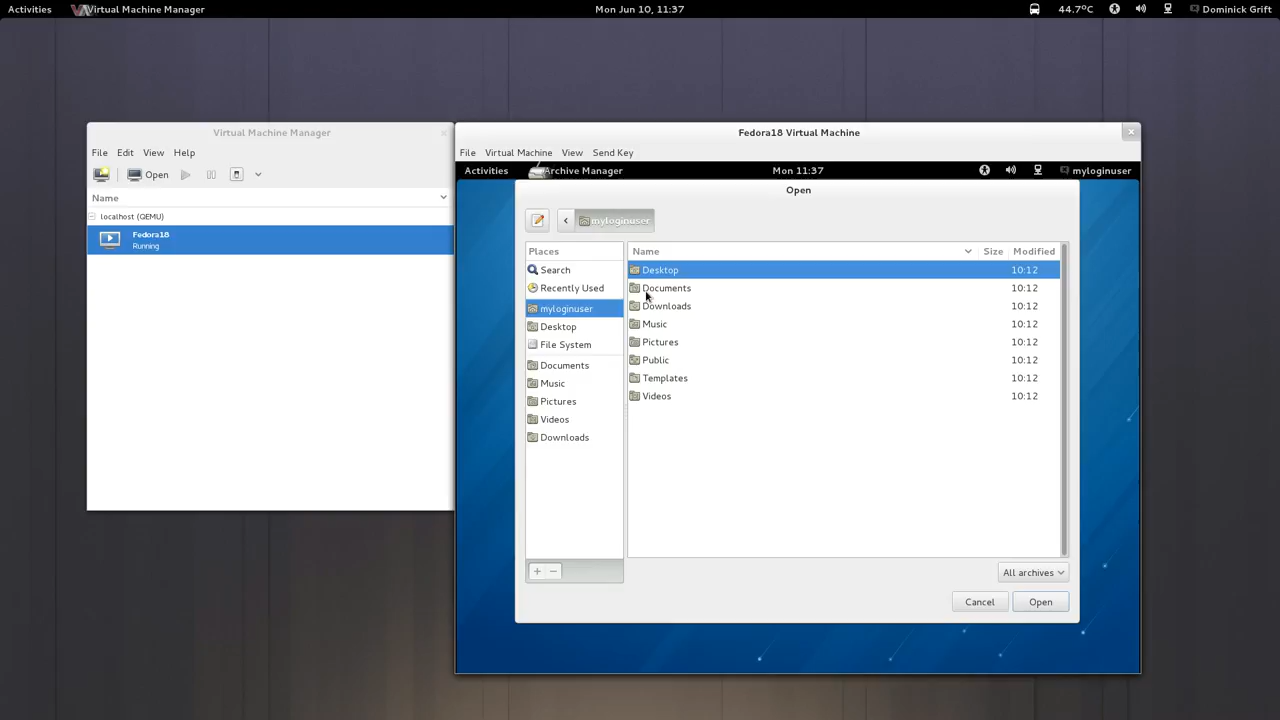 Activities Virtual Machine Manager Mon Jun 10, 11:37 44.7ºC Dominick Grift
Virtual Machine Manager
File Edit View Help
Open
Name
localhost (QEMU)
Fedora18
Running
Fedora18 Virtual Machine
File Virtual Machine View Send Key
Activities Archive Manager Mon 11:37 myloginuser
Open
myloginuser
Places
Search
Recently Used
myloginuser
Desktop
File System
Documents
Music
Pictures
Videos
Downloads
Name Size Modified
Desktop 10:12
Documents 10:12
Downloads 10:12
Music 10:12
Pictures 10:12
Public 10:12
Templates 10:12
Videos 10:12
All archives
Cancel Open